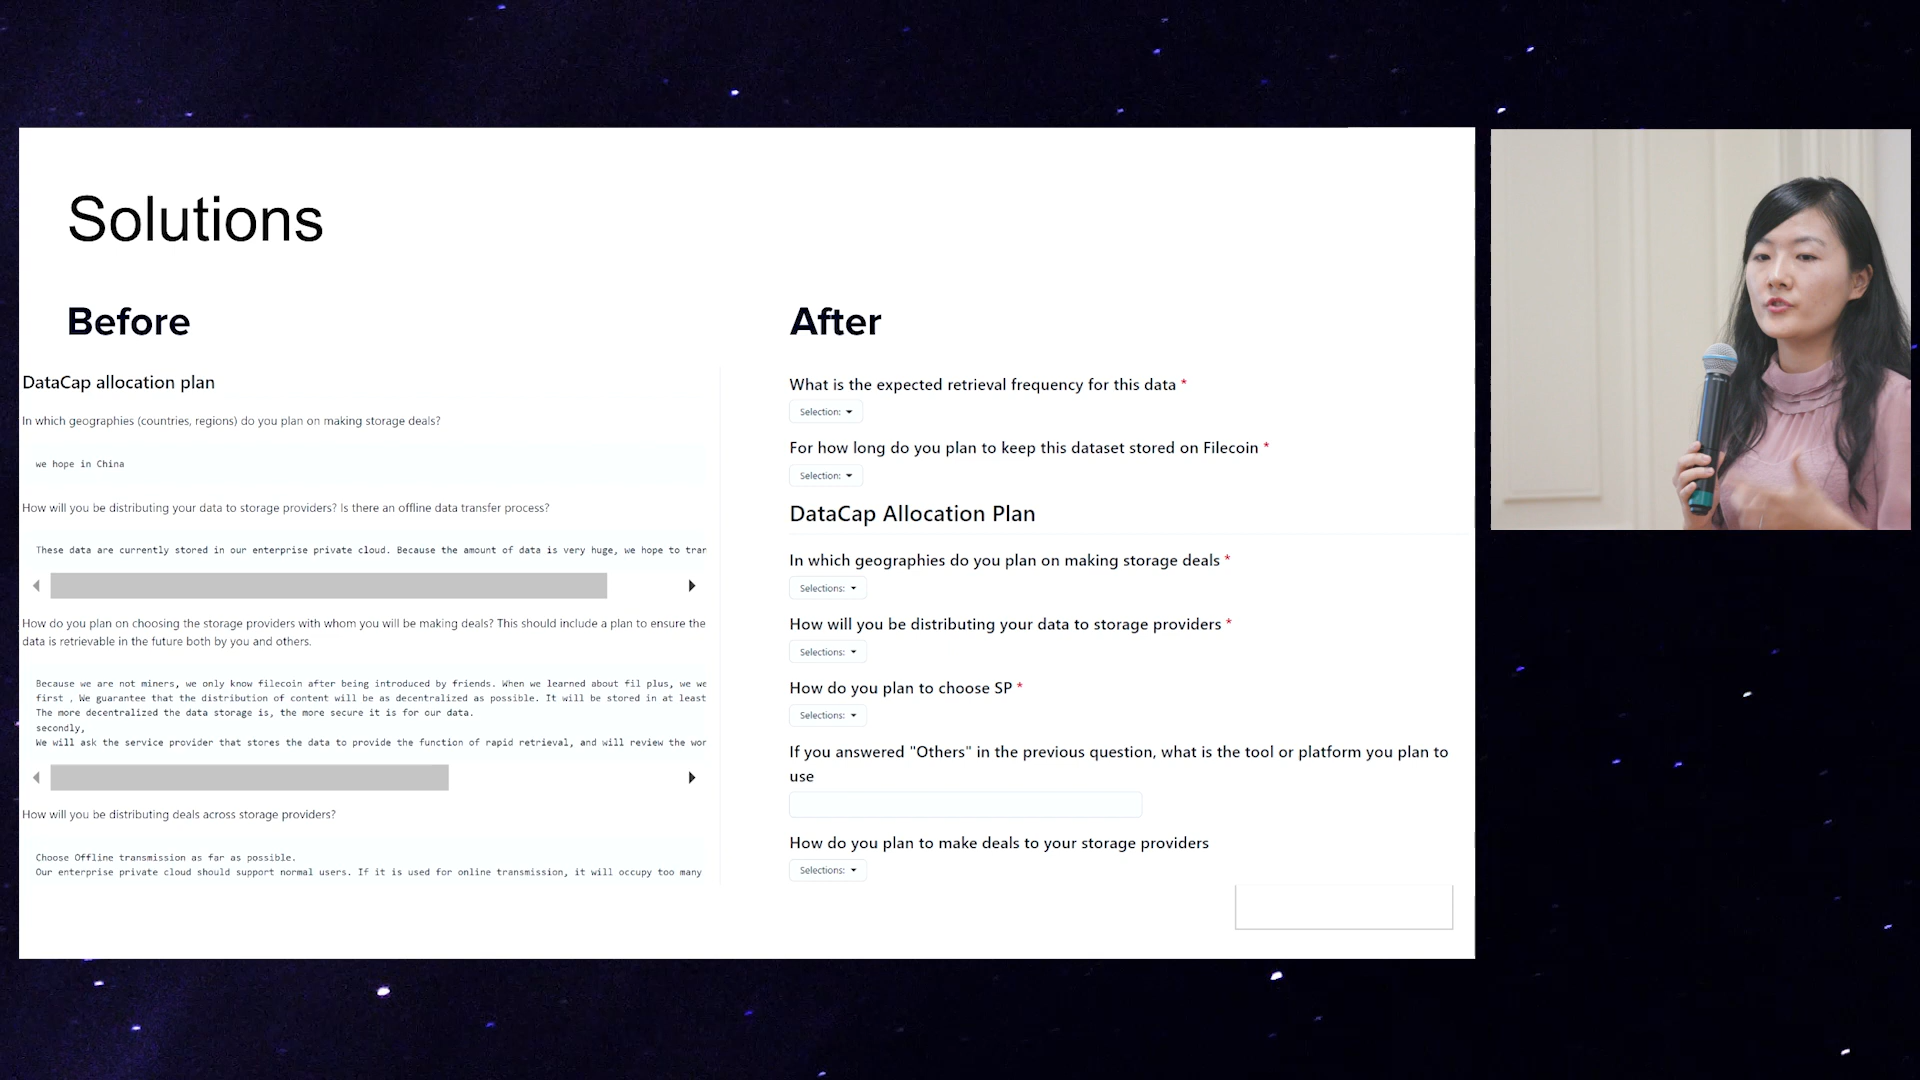 Solutions
Before
DataCap allocation plan
In which geographies (countries, regions) do you plan on making storage deals?
we hope in China
How will you be distributing your data to storage providers? Is there an offline data transfer process?
These data are currently stored in our enterprise private cloud. Because the amount of data is very huge, we hope to tran
How do you plan on choosing the storage providers with whom you will be making deals? This should include a plan to ensure the
data is retrievable in the future both by you and others.
Because we are not miners, we only know filecoin after being introduced by friends. When we learned about fil plus, we we
first , We guarantee that the distribution of content will be as decentralized as possible. It will be stored in at least
The more decentralized the data storage is, the more secure it is for our data.
secondly,
We will ask the service provider that stores the data to provide the function of rapid retrieval, and will review the wor
How will you be distributing deals across storage providers?
Choose Offline transmission as far as possible.
Our enterprise private cloud should support normal users. If it is used for online transmission, it will occupy too many
After
What is the expected retrieval frequency for this data *
Selection:
For how long do you plan to keep this dataset stored on Filecoin *
Selection:
DataCap Allocation Plan
In which geographies do you plan on making storage deals *
Selections:
How will you be distributing your data to storage providers *
Selections:
How do you plan to choose SP *
Selections:
If you answered "Others" in the previous question, what is the tool or platform you plan to
use
How do you plan to make deals to your storage providers
Selections: